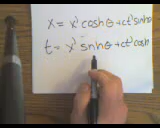 x = x' coshθ + ct' sinhθ
t = x' sinhθ + ct' cosh